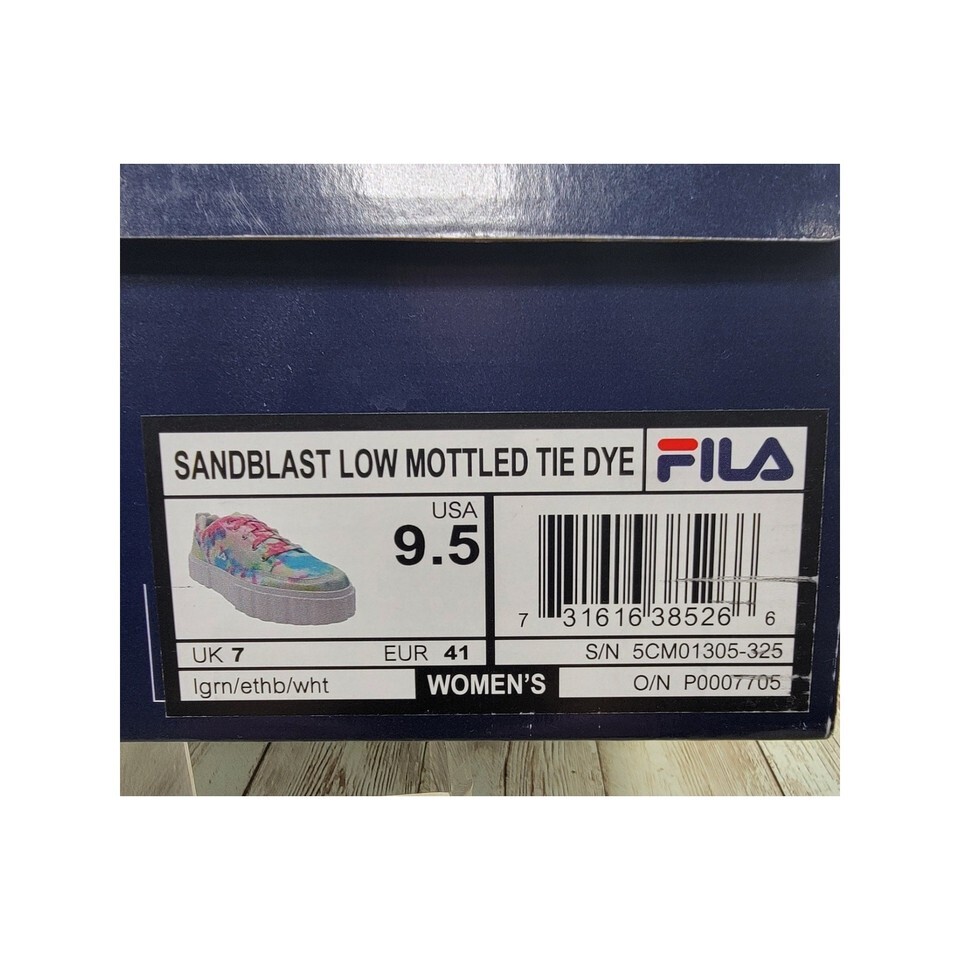 SANDBLAST LOW MOTTLED TIE DYE
FILA
USA
9.5
7 31616 38526 6
UK 7 EUR 41
S/N 5CM01305-325
lgrn/ethb/wht
WOMEN'S
O/N P0007705